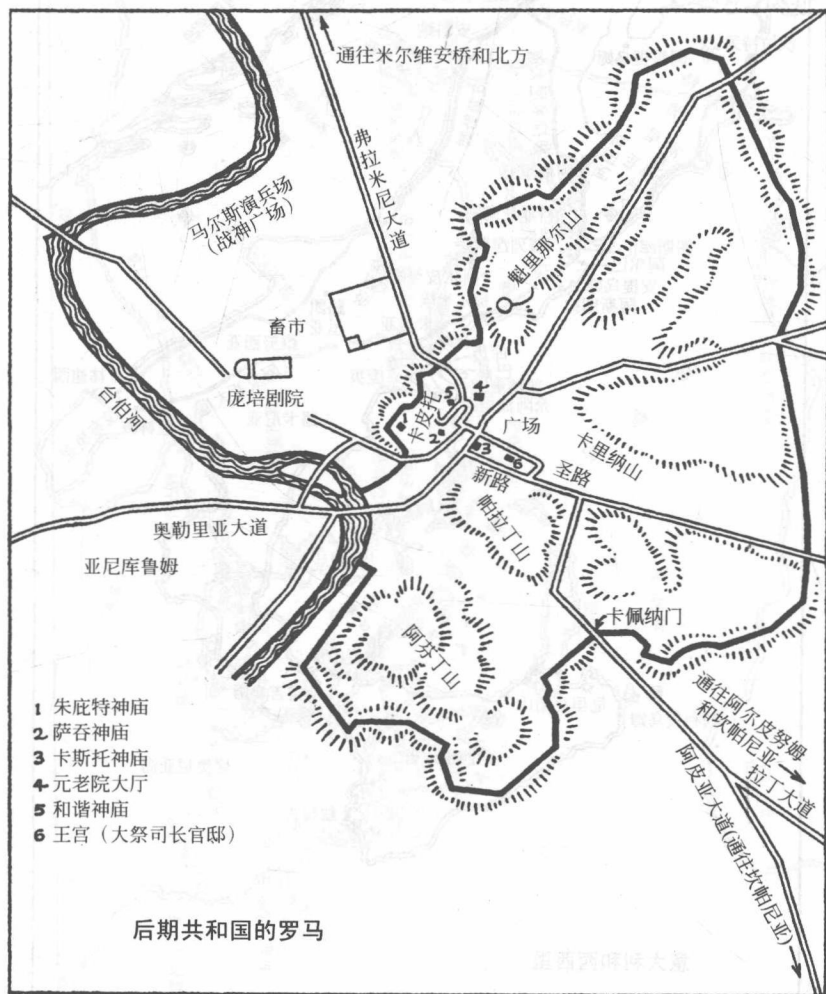 通往米尔维安桥和北方
弗拉米尼大道
马尔斯演兵场
（战神广场）
魁里那尔山
畜市
庞培剧院
台伯河
卡皮托
1
2
5
4
广场
3
6
卡里纳山
圣路
新路
帕拉丁山
奥勒里亚大道
亚尼库鲁姆
卡佩纳门
阿芬丁山
通往阿尔皮努姆
和坎帕尼亚
拉丁大道
阿皮亚大道(通往坎帕尼亚)
1 朱庇特神庙
2 萨吞神庙
3 卡斯托神庙
4 元老院大厅
5 和谐神庙
6 王宫（大祭司长官邸）
后期共和国的罗马